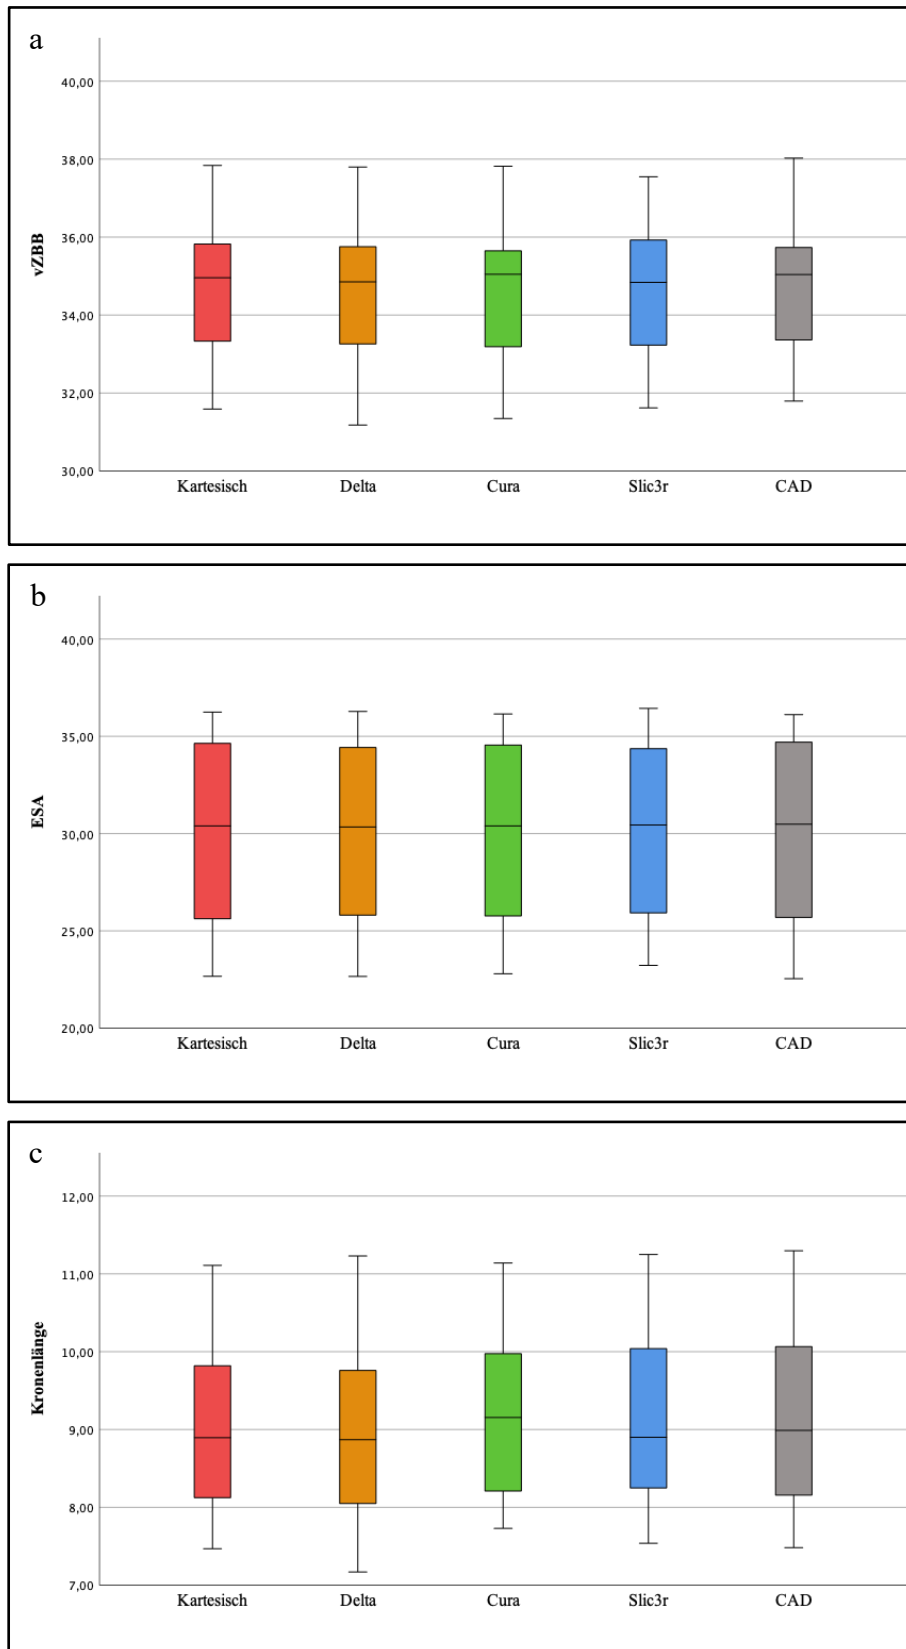 a
40,00
38,00
36,00
34,00
32,00
30,00
vZBB
Kartesisch Delta Cura Slic3r CAD
b
40,00
35,00
30,00
25,00
20,00
ESA
Kartesisch Delta Cura Slic3r CAD
c
12,00
11,00
10,00
9,00
8,00
7,00
Kronenlänge
Kartesisch Delta Cura Slic3r CAD